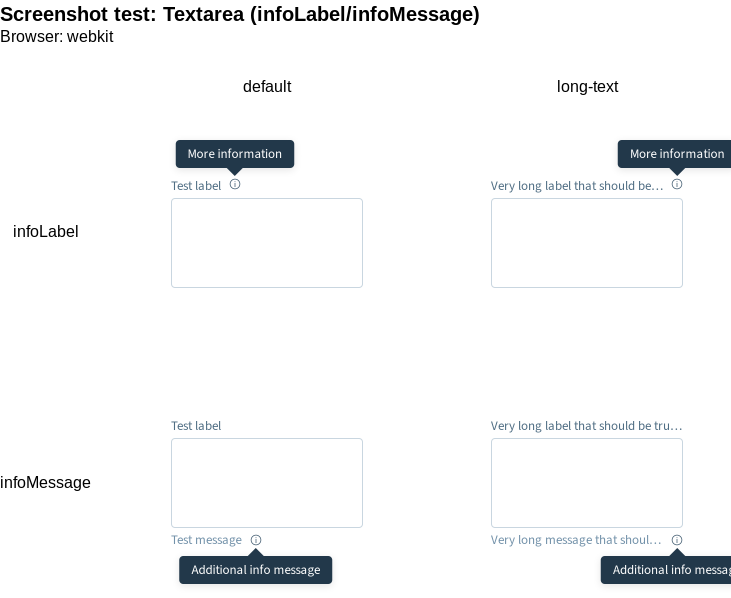 Screenshot test: Textarea (infoLabel/infoMessage)
Browser: webkit
default long-text
More information More information
Test label Very long label that should be...
infoLabel
Test label Very long label that should be tru...
infoMessage
Test message Very long message that shoul...
Additional info message Additional info messag